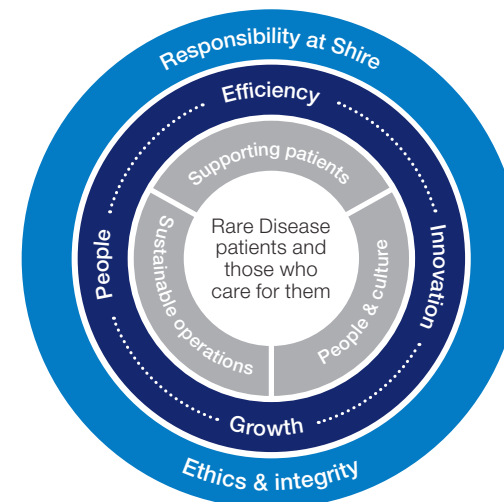 Responsibility at Shire
Efficiency
Supporting patients
People
Sustainable operations
Rare Disease
patients and
those who
care for them
People & culture
Innovation
Growth
Ethics & integrity